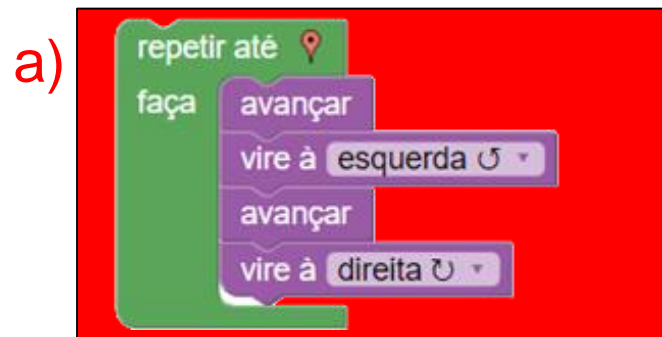 a)
repetir até
faça avançar
vire à esquerda ↺
avançar
vire à direita ↻